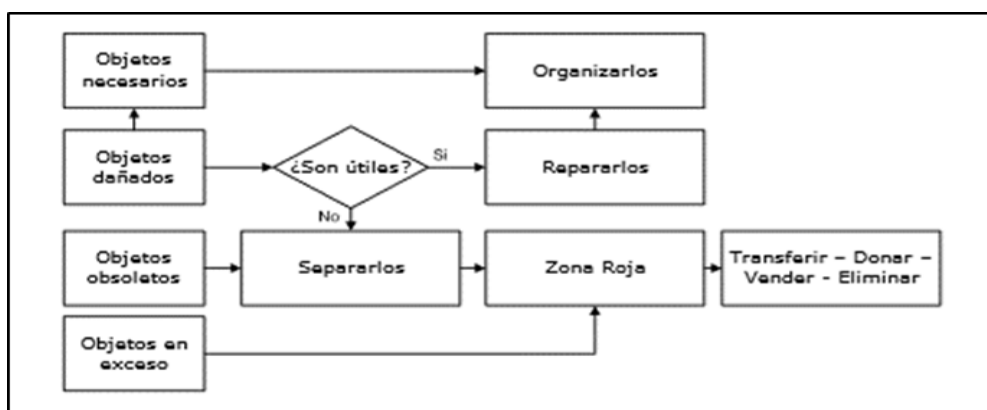 Objetos
necesarios
Organizarlos
Objetos
dañados
¿Son útiles?
Si
Repararlos
No
Objetos
obsoletos
Separarlos
Zona Roja
Transferir – Donar –
Vender - Eliminar
Objetos en
exceso